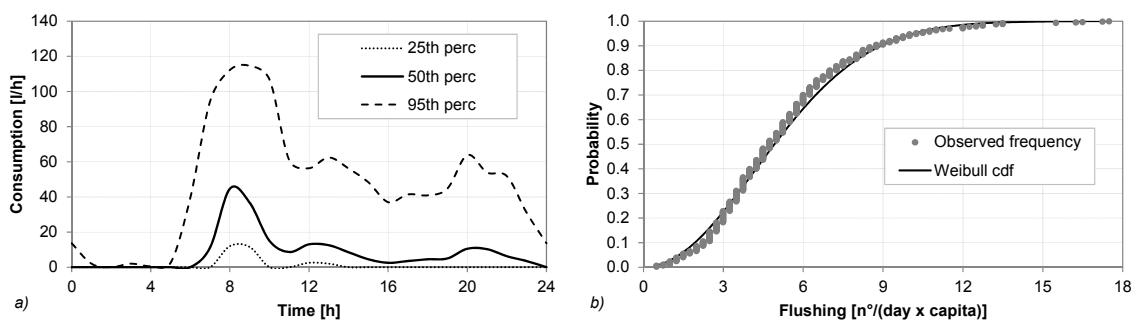 140
120
100
80
60
40
20
0
Consumption [l/h]
25th perc
50th perc
95th perc
0 4 8 12 16 20 24
Time [h]
a)
1.0
0.9
0.8
0.7
0.6
0.5
0.4
0.3
0.2
0.1
0.0
Probability
Observed frequency
Weibull cdf
0 3 6 9 12 15 18
Flushing [n°/(day x capita)]
b)